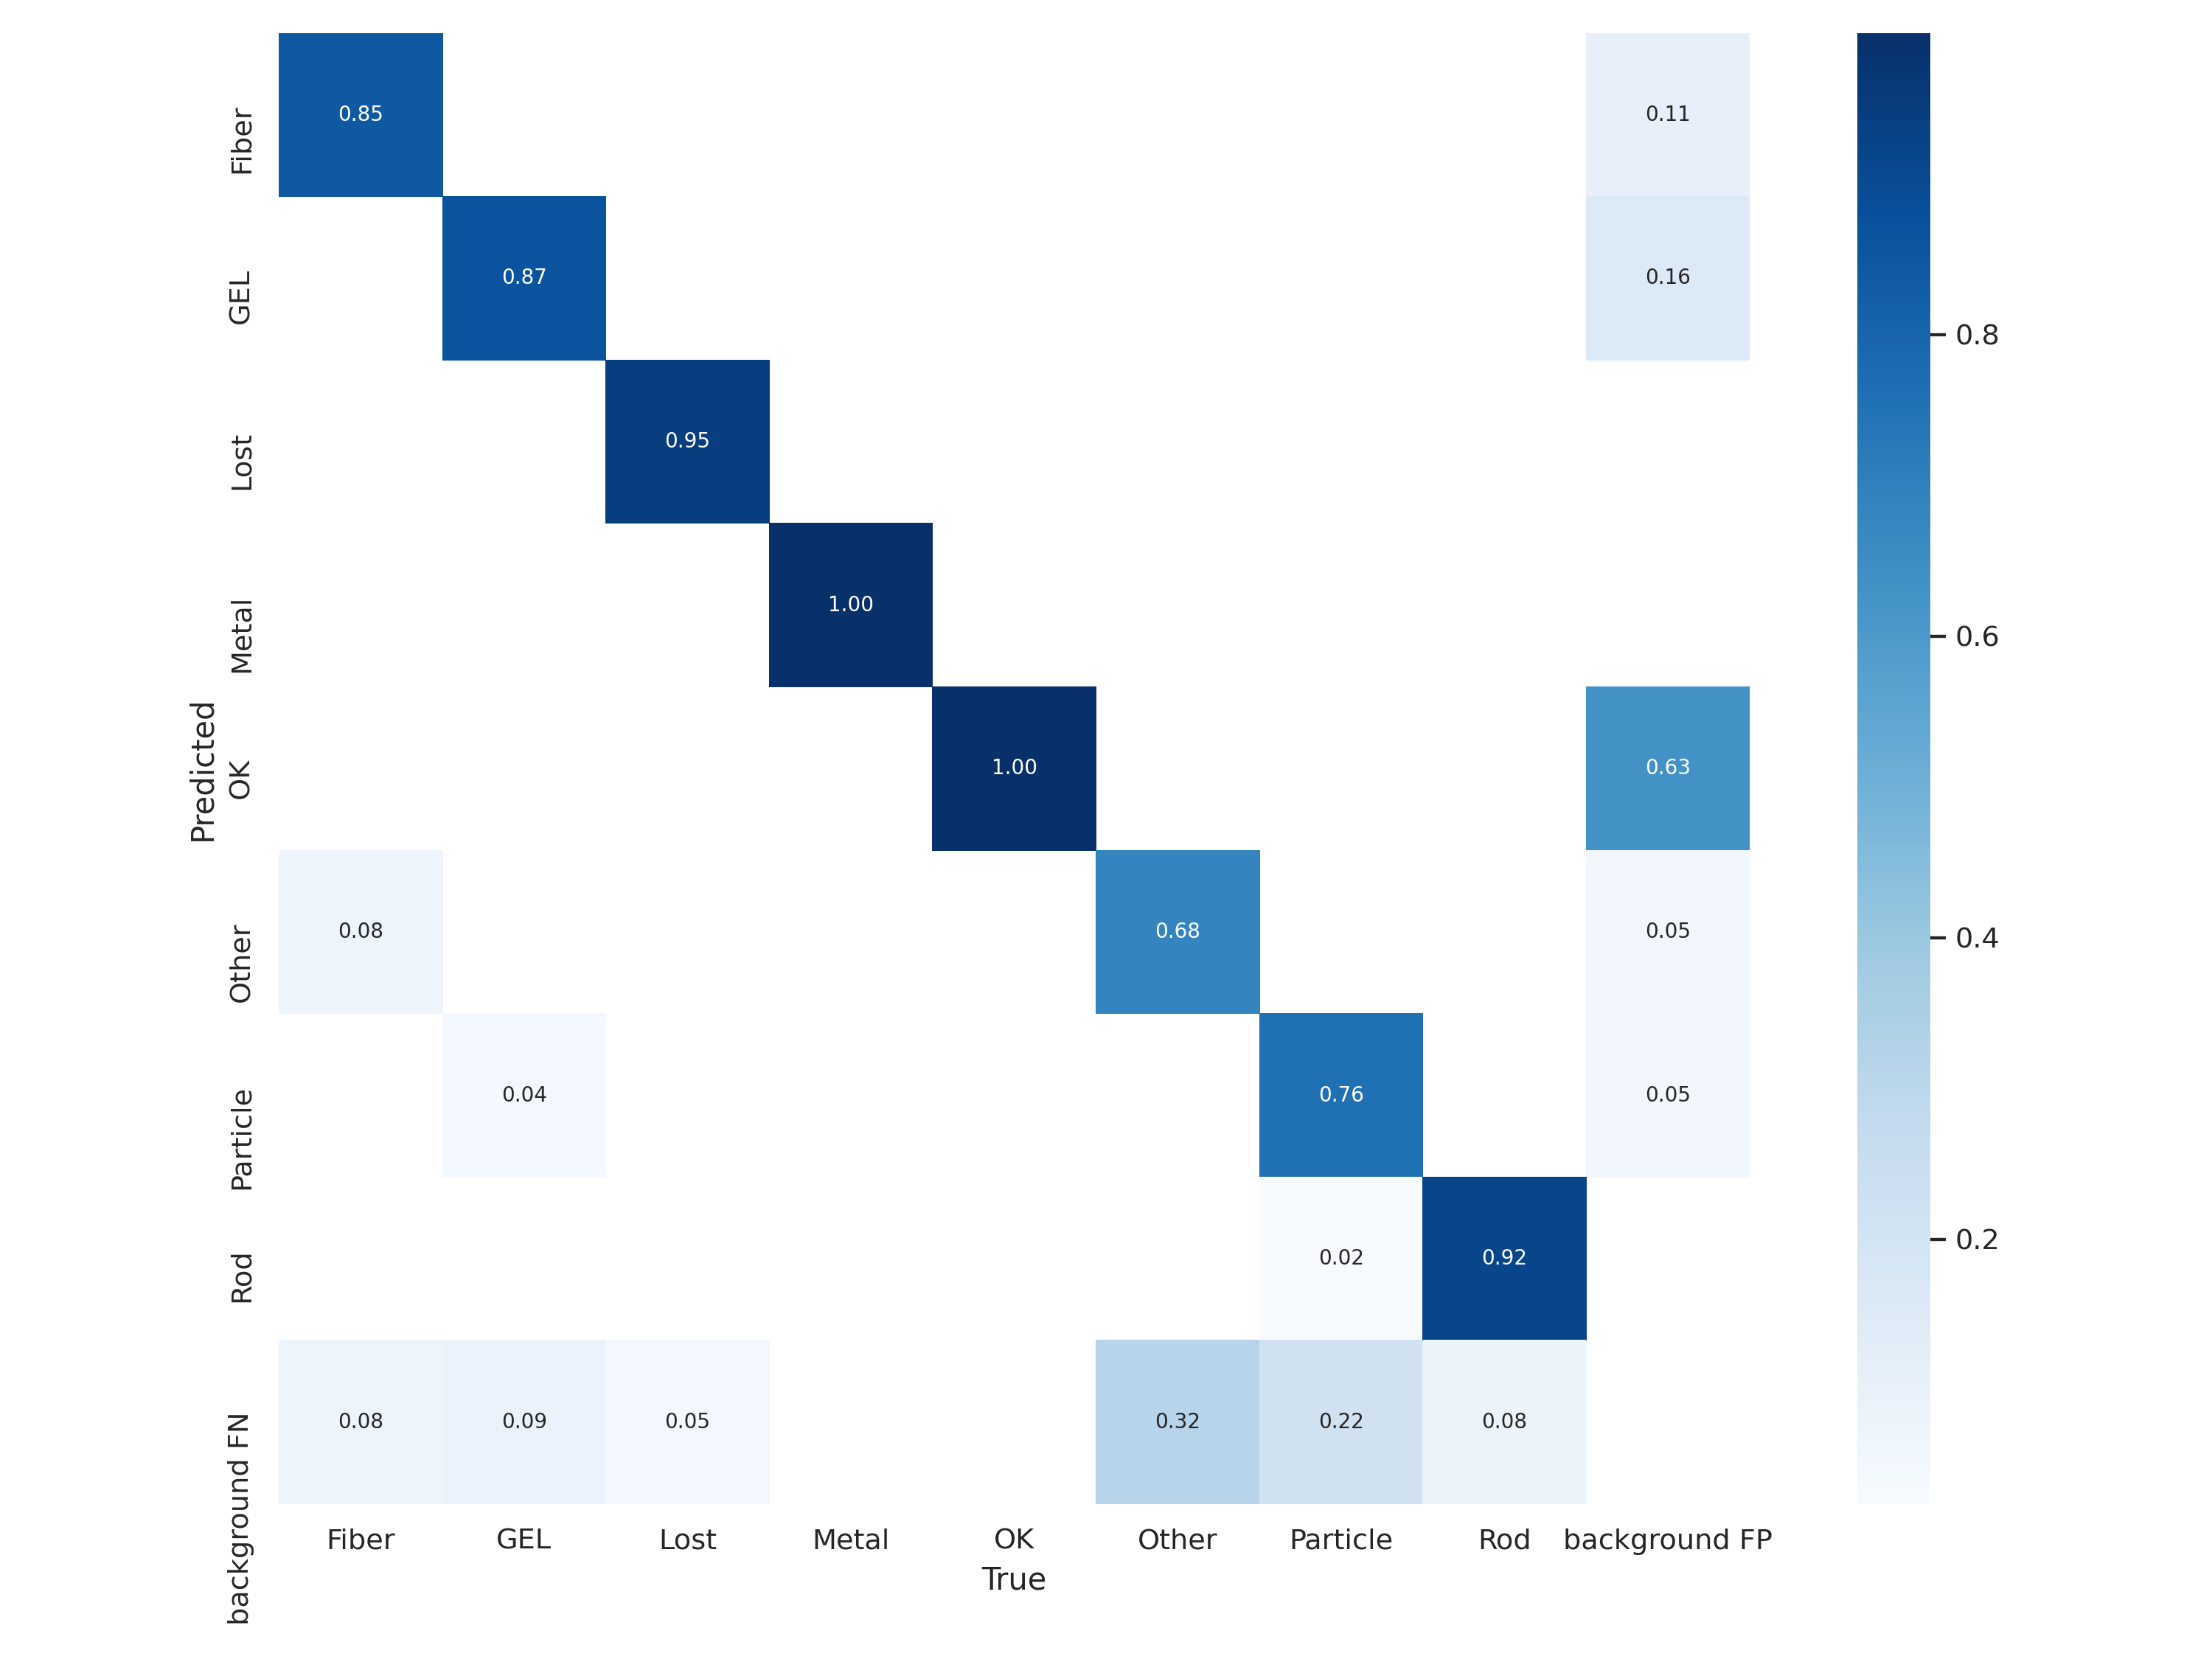 Predicted
Fiber
0.85
0.11
GEL
0.87
0.16
Lost
0.95
Metal
1.00
OK
1.00
0.63
Other
0.08
0.68
0.05
Particle
0.04
0.76
0.05
Rod
0.02
0.92
background FN
0.08
0.09
0.05
0.32
0.22
0.08
Fiber
GEL
Lost
Metal
OK
Other
Particle
Rod
background FP
True
0.8
0.6
0.4
0.2